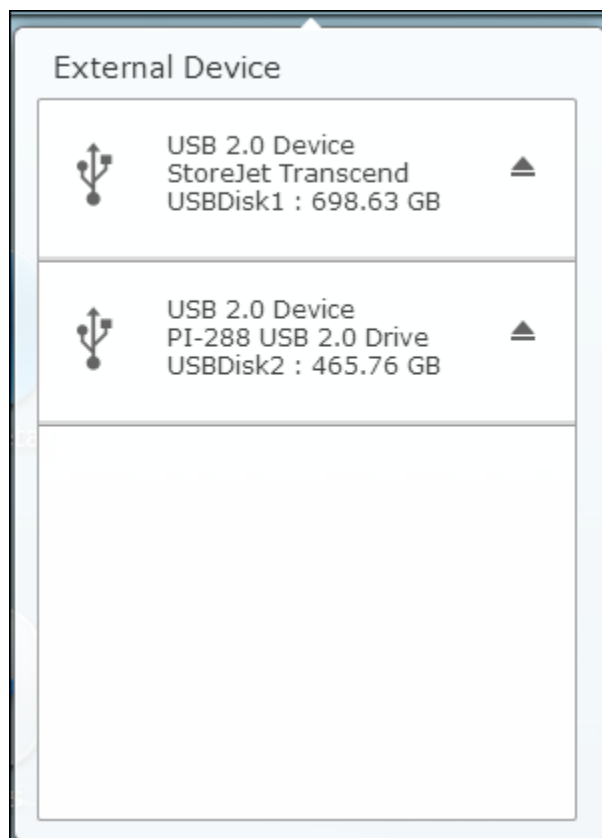 External Device
USB 2.0 Device
StoreJet Transcend
USBDisk1 : 698.63 GB
USB 2.0 Device
PI-288 USB 2.0 Drive
USBDisk2 : 465.76 GB